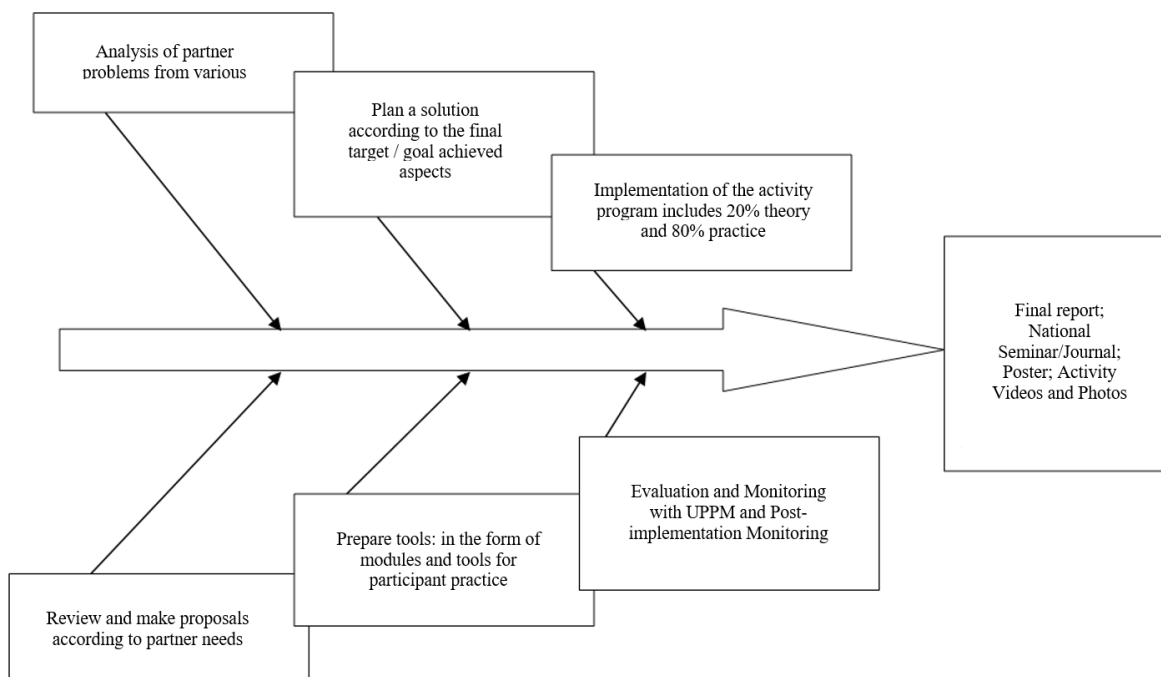 Analysis of partner
problems from various
Plan a solution
according to the final
target / goal achieved
aspects
Implementation of the activity
program includes 20% theory
and 80% practice
Final report;
National
Seminar/Journal;
Poster; Activity
Videos and Photos
Evaluation and Monitoring
with UPPM and Post-
implementation Monitoring
Prepare tools: in the form of
modules and tools for
participant practice
Review and make proposals
according to partner needs